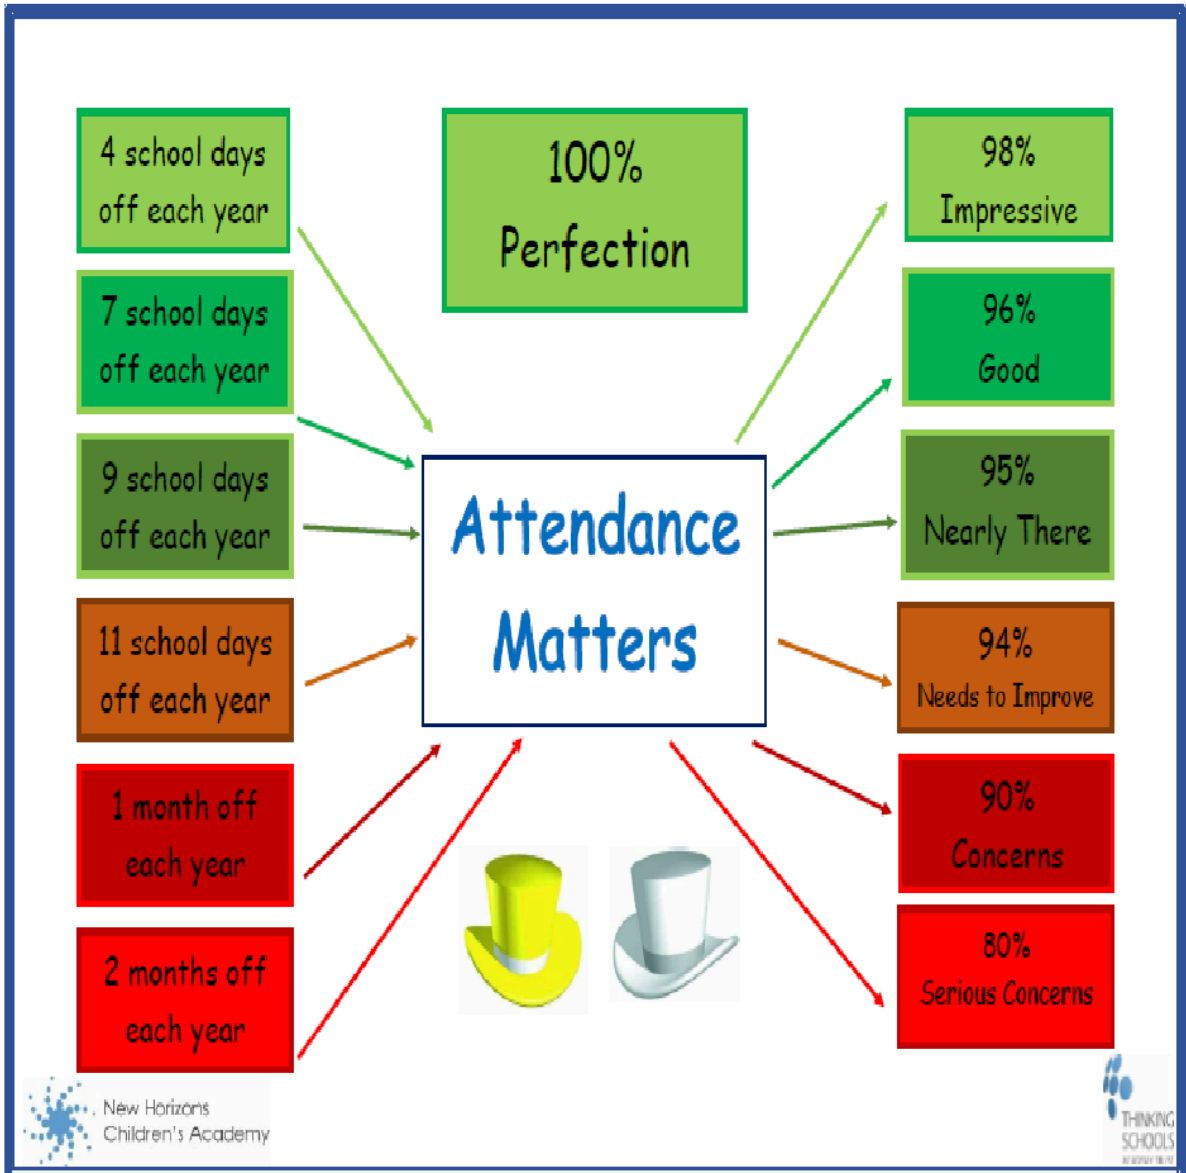 4 school days
off each year
7 school days
off each year
9 school days
off each year
11 school days
off each year
1 month off
each year
2 months off
each year
100%
Perfection
Attendance
Matters
98%
Impressive
96%
Good
95%
Nearly There
94%
Needs to Improve
90%
Concerns
80%
Serious Concerns
New Horizons
Children's Academy
THINKING
SCHOOLS